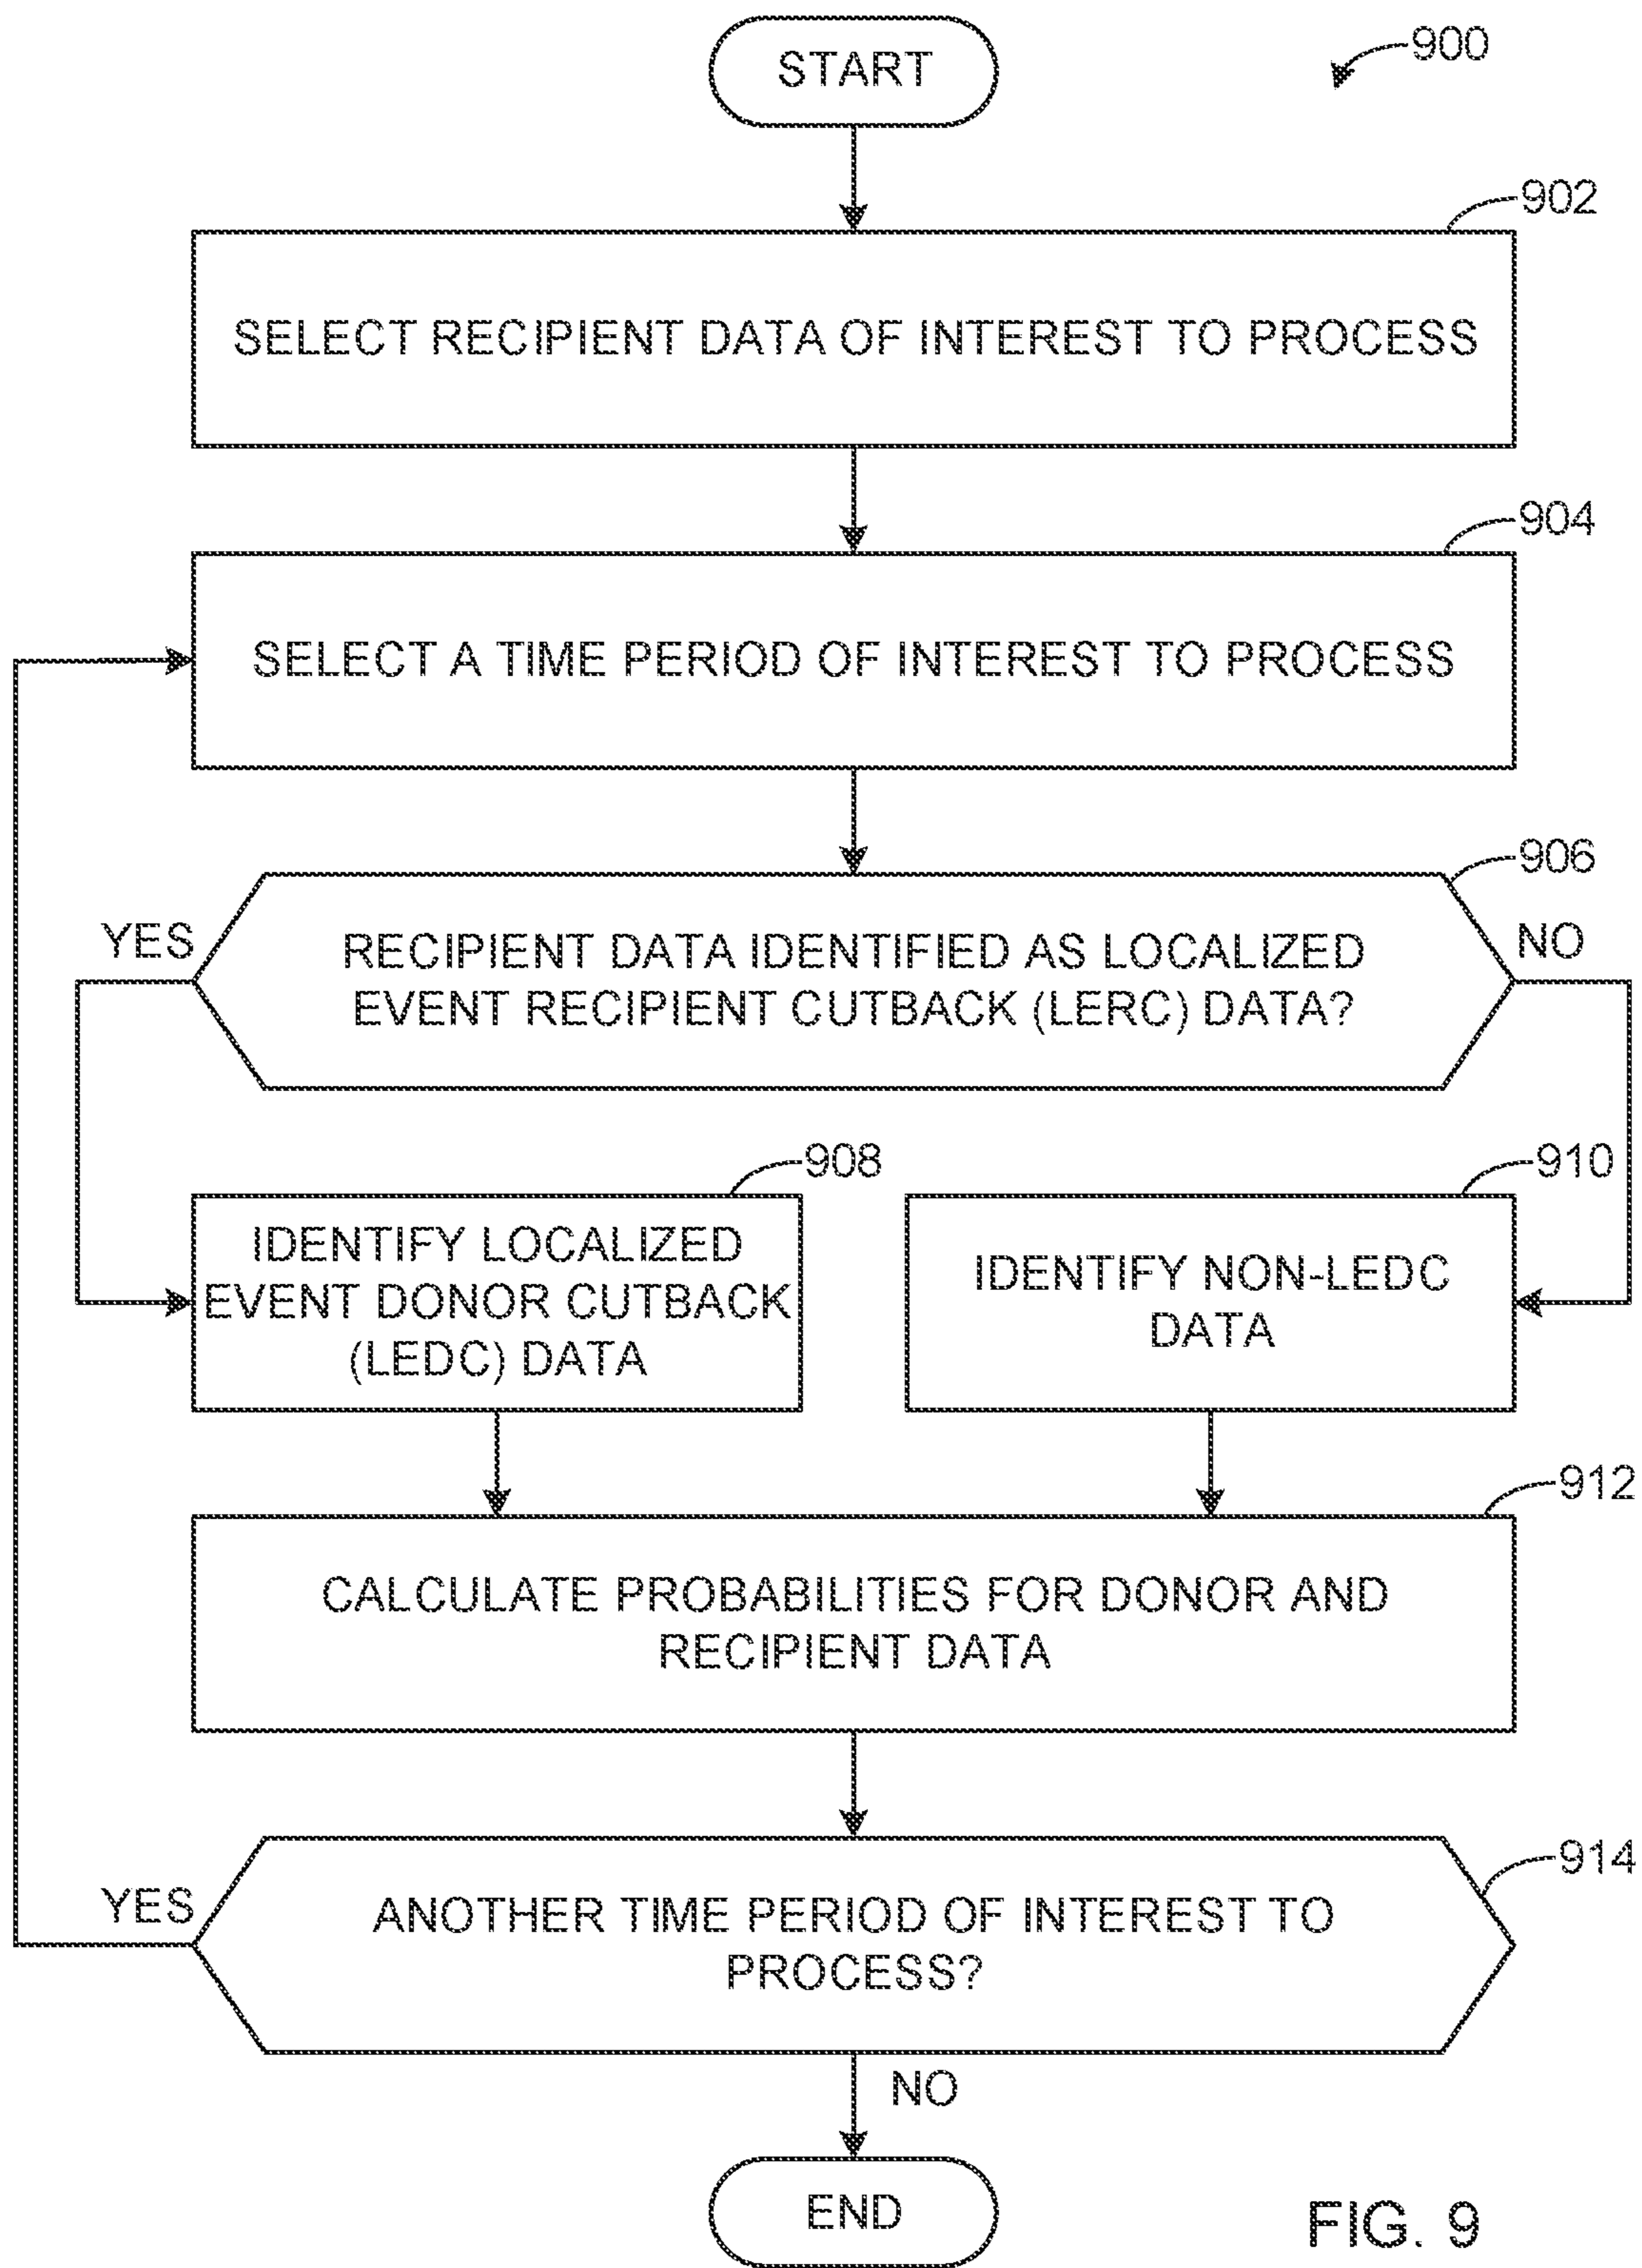 START
900
902
SELECT RECIPIENT DATA OF INTEREST TO PROCESS
904
SELECT A TIME PERIOD OF INTEREST TO PROCESS
906
YES
RECIPIENT DATA IDENTIFIED AS LOCALIZED
EVENT RECIPIENT CUTBACK (LERC) DATA?
NO
908
IDENTIFY LOCALIZED
EVENT DONOR CUTBACK
(LEDC) DATA
910
IDENTIFY NON-LEDC
DATA
912
CALCULATE PROBABILITIES FOR DONOR AND
RECIPIENT DATA
914
YES
ANOTHER TIME PERIOD OF INTEREST TO
PROCESS?
NO
END
FIG. 9